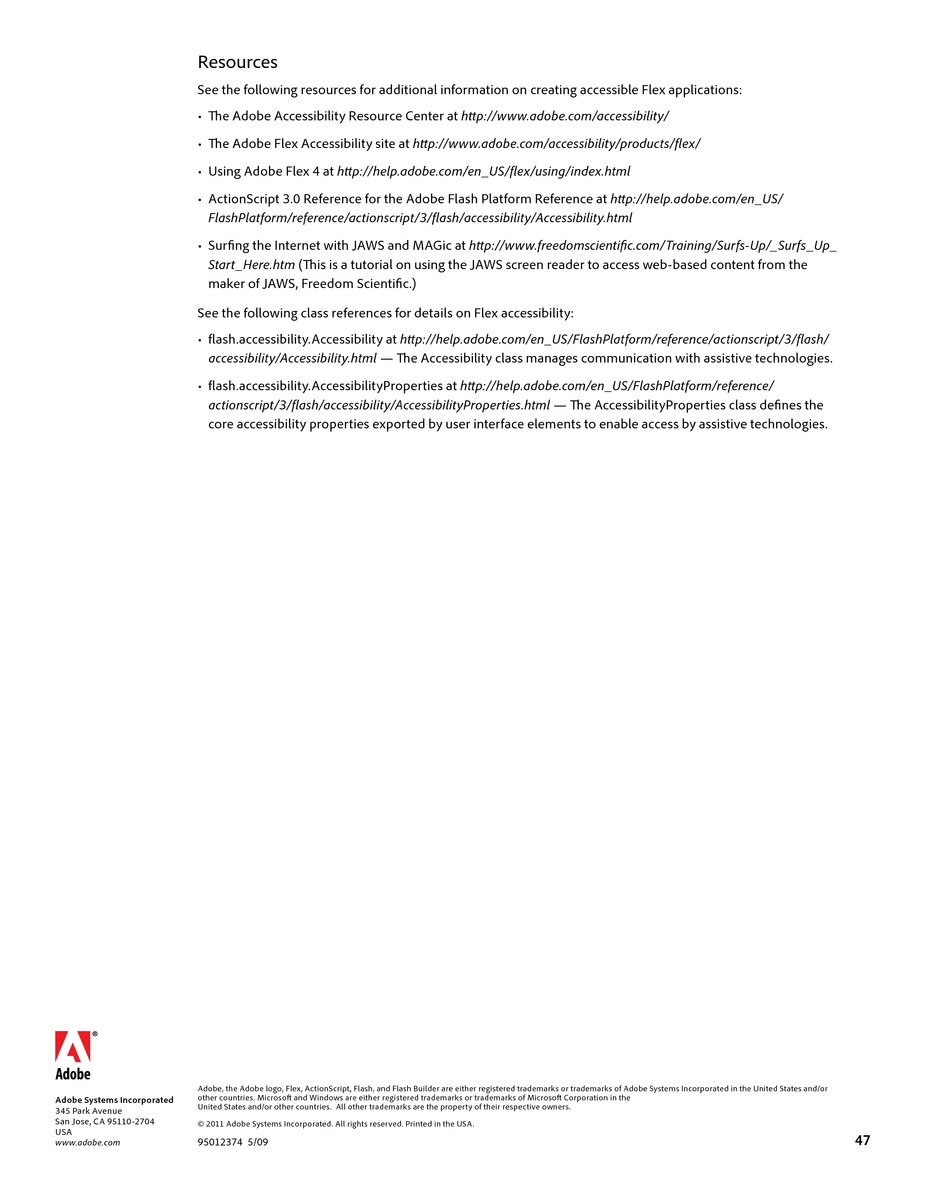 Resources
See the following resources for additional information on creating accessible Flex applications:
• The Adobe Accessibility Resource Center at http://www.adobe.com/accessibility/
• The Adobe Flex Accessibility site at http://www.adobe.com/accessibility/products/flex/
• Using Adobe Flex 4 at http://help.adobe.com/en_US/flex/using/index.html
• ActionScript 3.0 Reference for the Adobe Flash Platform Reference at http://help.adobe.com/en_US/
FlashPlatform/reference/actionscript/3/flash/accessibility/Accessibility.html
• Surfing the Internet with JAWS and MAGic at http://www.freedomscientific.com/Training/Surfs-Up/_Surfs_Up_
Start_Here.htm (This is a tutorial on using the JAWS screen reader to access web-based content from the
maker of JAWS, Freedom Scientific.)
See the following class references for details on Flex accessibility:
• flash.accessibility.Accessibility at http://help.adobe.com/en_US/FlashPlatform/reference/actionscript/3/flash/
accessibility/Accessibility.html — The Accessibility class manages communication with assistive technologies.
• flash.accessibility.AccessibilityProperties at http://help.adobe.com/en_US/FlashPlatform/reference/
actionscript/3/flash/accessibility/AccessibilityProperties.html — The AccessibilityProperties class defines the
core accessibility properties exported by user interface elements to enable access by assistive technologies.
®
Adobe
Adobe Systems Incorporated
345 Park Avenue
San Jose, CA 95110-2704
USA
www.adobe.com
Adobe, the Adobe logo, Flex, ActionScript, Flash, and Flash Builder are either registered trademarks or trademarks of Adobe Systems Incorporated in the United States and/or
other countries. Microsoft and Windows are either registered trademarks or trademarks of Microsoft Corporation in the
United States and/or other countries. All other trademarks are the property of their respective owners.
© 2011 Adobe Systems Incorporated. All rights reserved. Printed in the USA.
95012374 5/09
47